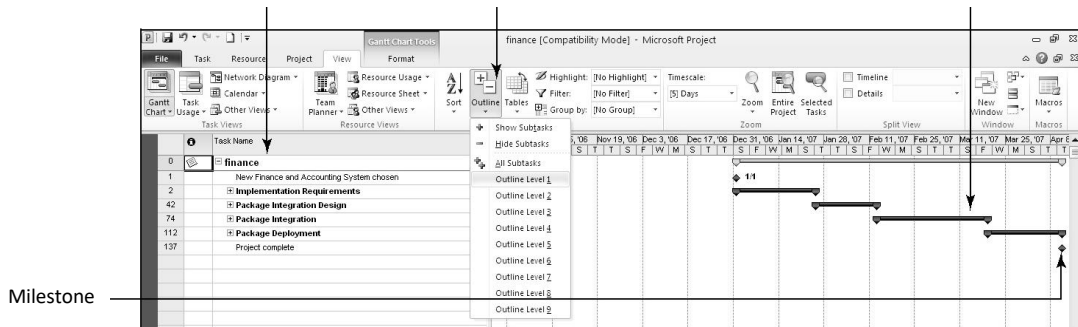 Gantt Chart Tools finance [Compatibility Mode] - Microsoft Project
File Task Resource Project View Format
Network Diagram Resource Usage Highlight: [No Highlight] Timescale: Timeline
Calendar Resource Sheet Filter: [No Filter] [5] Days Details
Gantt Chart Task Usage Other Views Team Planner Other Views Sort Outline Tables Group by: [No Group] Zoom Entire Project Selected Tasks New Window Macros
Task Views Resource Views Zoom Split View Window Macros
Show Subtasks
Hide Subtasks
All Subtasks
Outline Level 1
Outline Level 2
Outline Level 3
Outline Level 4
Outline Level 5
Outline Level 6
Outline Level 7
Outline Level 8
Outline Level 9
Task Name , '06 Nov 19, '06 Dec 3, '06 Dec 17, '06 Dec 31, '06 Jan 14, '07 Jan 28, '07 Feb 11, '07 Feb 25, '07 Mar 11, '07 Mar 25, '07 Apr
S T T S F W M S T T S F W M S T T S F W M S T
0 finance
1 New Finance and Accounting System chosen 1/1
2 Implementation Requirements
42 Package Integration Design
74 Package Integration
112 Package Deployment
137 Project complete
Milestone